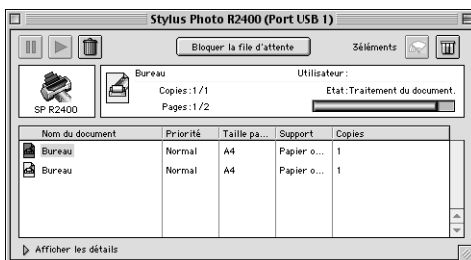 Stylus Photo R2400 (Port USB 1)
Bloquer la file d'attente
3éléments
SP R2400
Bureau
Utilisateur:
Copies:1/1
Etat:Traitement du document.
Pages:1/2
Nom du document Priorité Taille pa... Support Copies
Bureau Normal A4 Papier o... 1
Bureau Normal A4 Papier o... 1
Afficher les détails